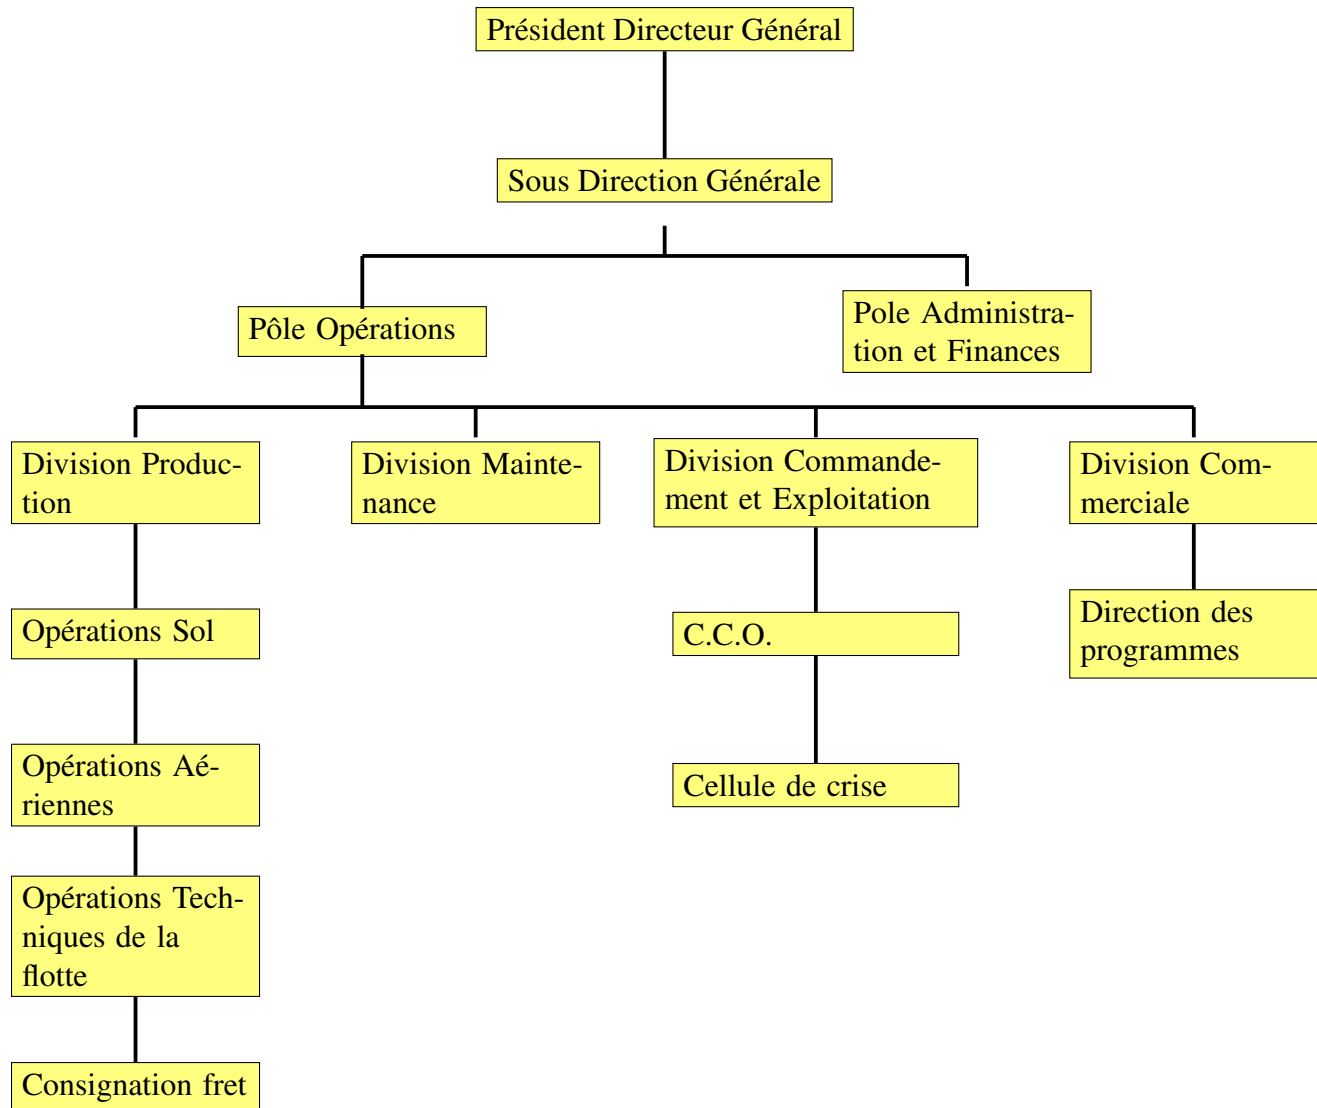 Président Directeur Général
Sous Direction Générale
Pôle Opérations
Pole Administra-
tion et Finances
Division Produc-
tion
Division Mainte-
nance
Division Commande-
ment et Exploitation
Division Com-
merciale
Opérations Sol
C.C.O.
Direction des
programmes
Opérations Aé-
riennes
Cellule de crise
Opérations Tech-
niques de la
flotte
Consignation fret